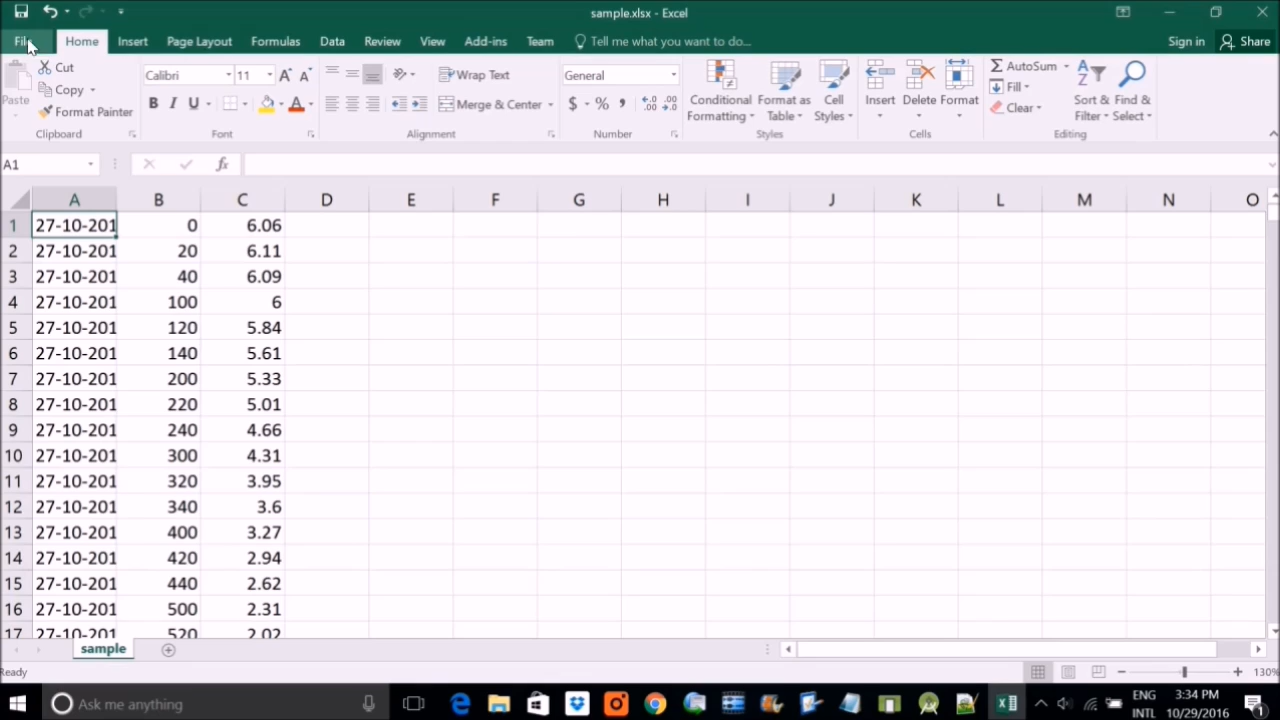 sample.xlsx - Excel
File Home Insert Page Layout Formulas Data Review View Add-ins Team Tell me what you want to do... Sign in Share
Paste Cut Copy Format Painter Clipboard
Calibri 11 B I U Font
Wrap Text Merge & Center Alignment
General $ % , Number
Conditional Formatting Format as Table Cell Styles Styles
Insert Delete Format Cells
AutoSum Fill Clear Sort & Filter Find & Select Editing
A1 fx
A B C D E F G H I J K L M N O
1 27-10-201 0 6.06
2 27-10-201 20 6.11
3 27-10-201 40 6.09
4 27-10-201 100 6
5 27-10-201 120 5.84
6 27-10-201 140 5.61
7 27-10-201 200 5.33
8 27-10-201 220 5.01
9 27-10-201 240 4.66
10 27-10-201 300 4.31
11 27-10-201 320 3.95
12 27-10-201 340 3.6
13 27-10-201 400 3.27
14 27-10-201 420 2.94
15 27-10-201 440 2.62
16 27-10-201 500 2.31
17 27-10-201 520 2.02
sample
Ready 130%
Ask me anything ENG 3:34 PM
INTL 10/29/2016 1